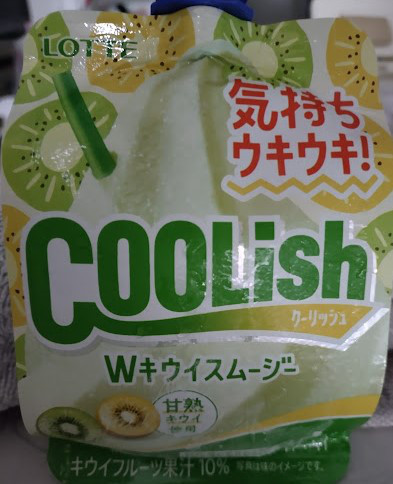 LOTTE
気持ち
ウキウキ!
COOLish
クーリッシュ
Wキウイスムージー
甘熟
キウイ
使用
キウイフルーツ果汁10% 写真は味のイメージです。